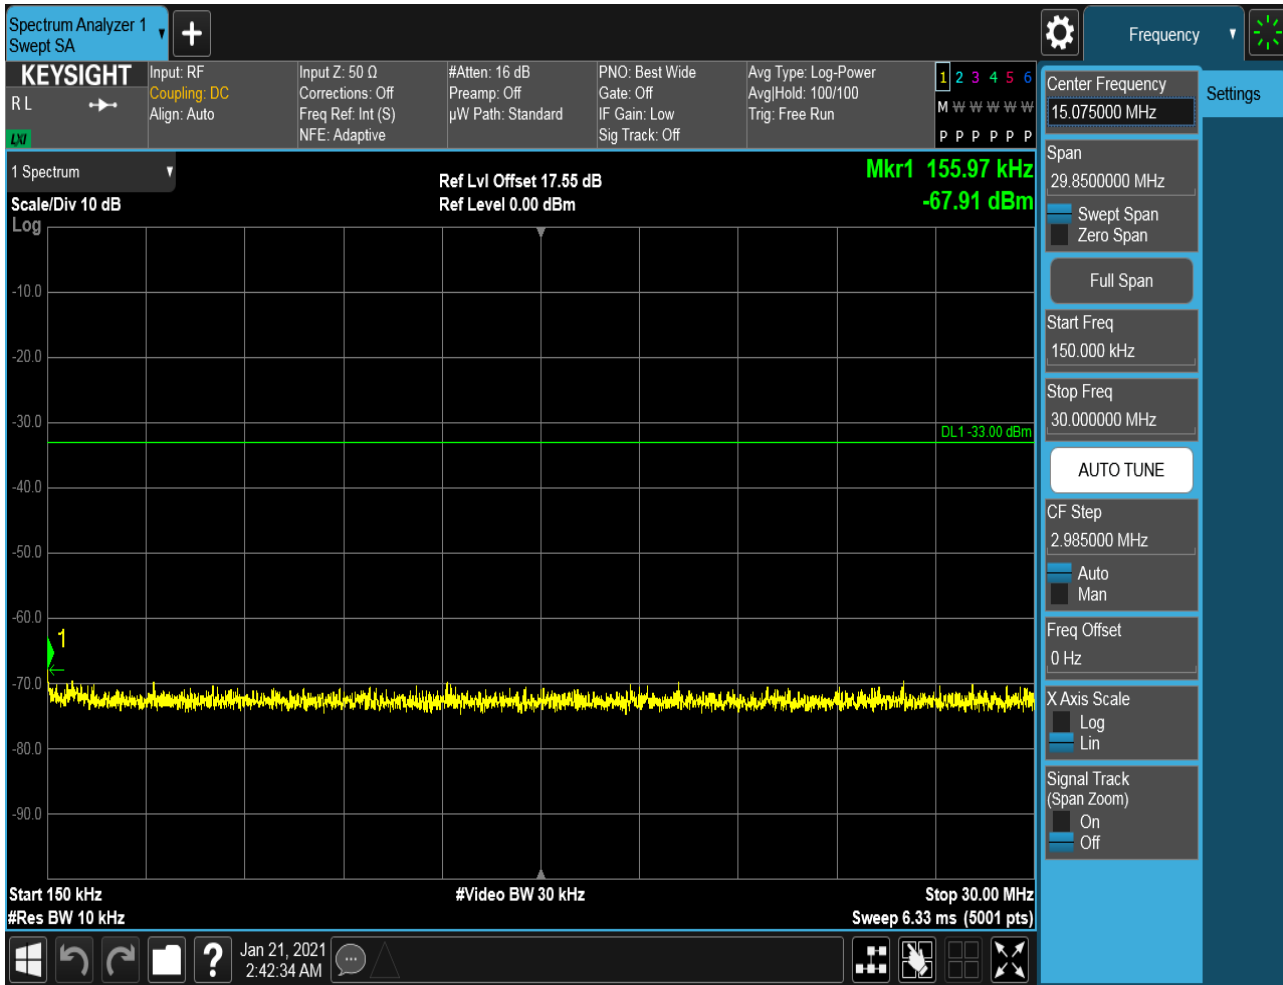 Spectrum Analyzer 1
Swept SA
+
Frequency
KEYSIGHT
R L
LXI
Input: RF
Coupling: DC
Align: Auto
Input Z: 50 Ω
Corrections: Off
Freq Ref: Int (S)
NFE: Adaptive
#Atten: 16 dB
Preamp: Off
µW Path: Standard
PNO: Best Wide
Gate: Off
IF Gain: Low
Sig Track: Off
Avg Type: Log-Power
Avg|Hold: 100/100
Trig: Free Run
1 2 3 4 5 6
M W W W W W
P P P P P P
1 Spectrum
Scale/Div 10 dB
Log
Ref Lvl Offset 17.55 dB
Ref Level 0.00 dBm
Mkr1 155.97 kHz
-67.91 dBm
-10.0
-20.0
-30.0
DL1 -33.00 dBm
-40.0
-50.0
-60.0
1
-70.0
-80.0
-90.0
Start 150 kHz
#Video BW 30 kHz
Stop 30.00 MHz
#Res BW 10 kHz
Sweep 6.33 ms (5001 pts)
Center Frequency
15.075000 MHz
Settings
Span
29.8500000 MHz
Swept Span
Zero Span
Full Span
Start Freq
150.000 kHz
Stop Freq
30.000000 MHz
AUTO TUNE
CF Step
2.985000 MHz
Auto
Man
Freq Offset
0 Hz
X Axis Scale
Log
Lin
Signal Track
(Span Zoom)
On
Off
?
Jan 21, 2021
2:42:34 AM